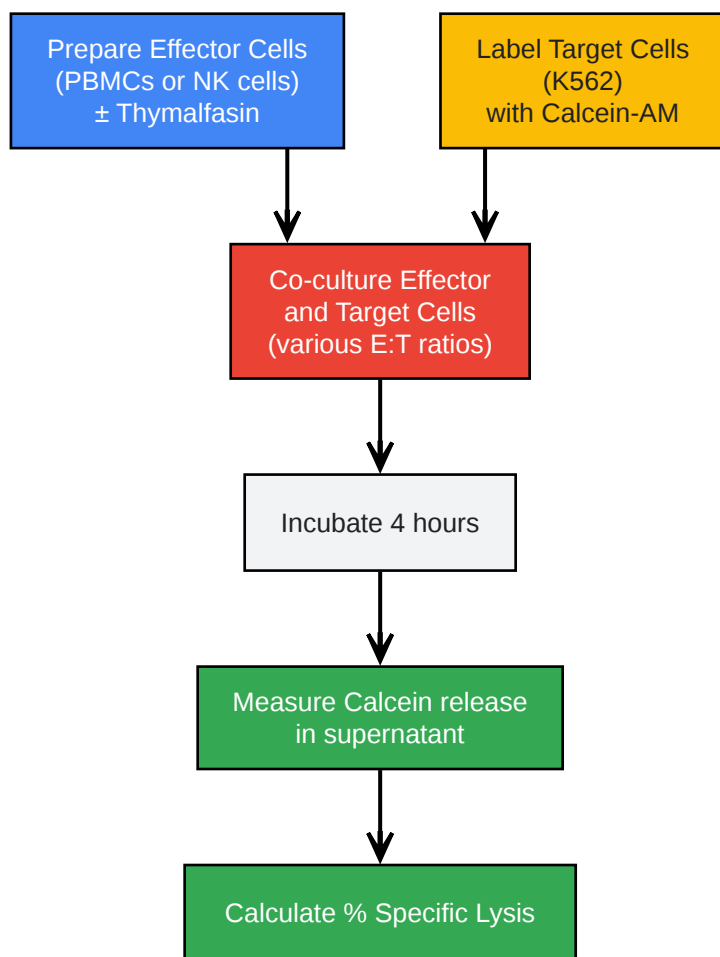 Prepare Effector Cells
(PBMCs or NK cells)
± Thymalfasin
Label Target Cells
(K562)
with Calcein-AM
Co-culture Effector
and Target Cells
(various E:T ratios)
Incubate 4 hours
Measure Calcein release
in supernatant
Calculate % Specific Lysis